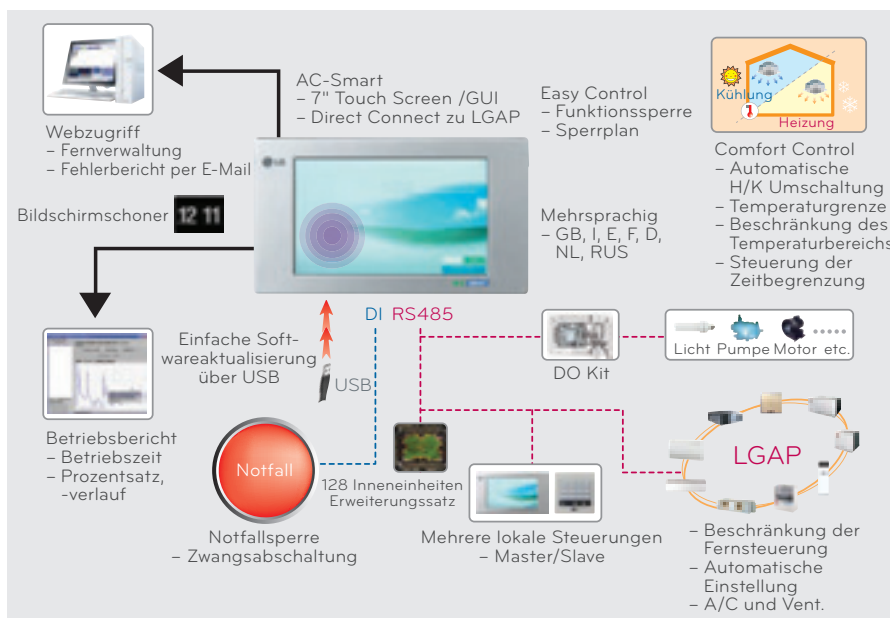 Webzugriff
– Fernverwaltung
– Fehlerbericht per E-Mail
AC-Smart
– 7" Touch Screen /GUI
– Direct Connect zu LGAP
Easy Control
– Funktionssperre
– Sperrplan
Kühlung
Heizung
Comfort Control
– Automatische
H/K Umschaltung
– Temperaturgrenze
– Beschränkung des
Temperaturbereichs
– Steuerung der
Zeitbegrenzung
Bildschirmschoner
12 11
LG
Mehrsprachig
– GB, I, E, F, D,
NL, RUS
DI RS485
Einfache Soft-
wareaktualisierung
über USB
USB
DO Kit
Licht Pumpe Motor etc.
Betriebsbericht
– Betriebszeit
– Prozentsatz,
-verlauf
Notfall
Notfallsperre
– Zwangsabschaltung
128 Inneneinheiten
Erweiterungssatz
Mehrere lokale Steuerungen
– Master/Slave
LGAP
– Beschränkung der
Fernsteuerung
– Automatische
Einstellung
– A/C und Vent.